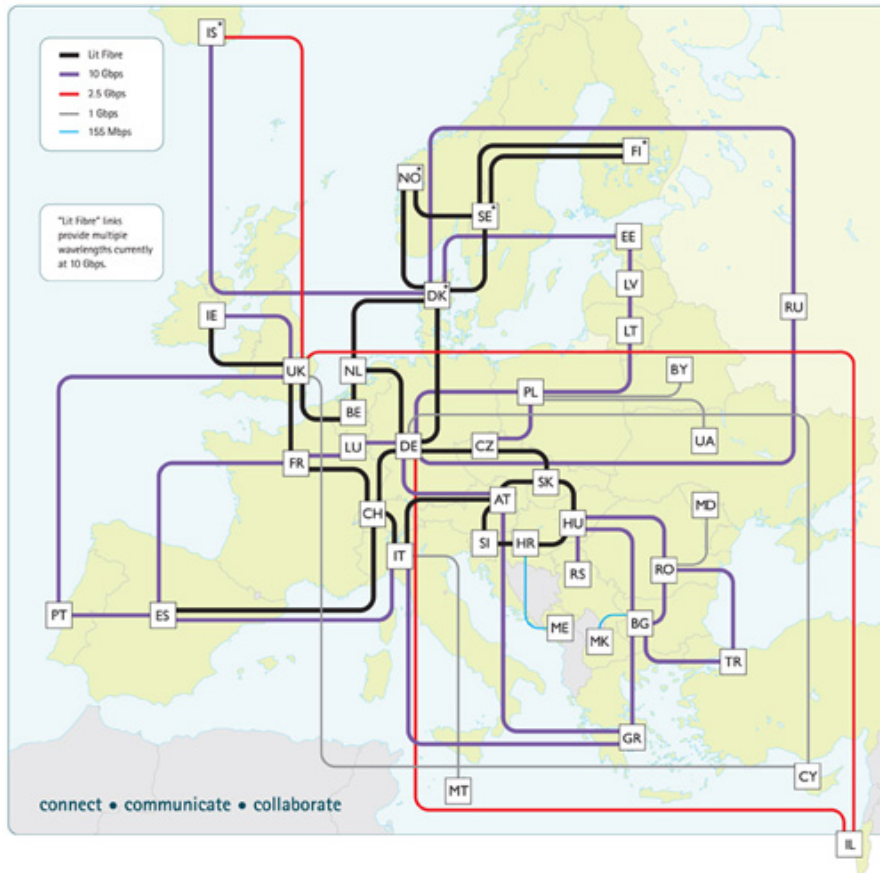 IS*
Lit Fibre
10 Gbps
2.5 Gbps
1 Gbps
155 Mbps
FI*
NO*
SE*
"Lit Fibre" links
provide multiple
wavelengths currently
at 10 Gbps.
EE
LV
DK*
RU
IE
LT
UK
NL
BY
PL
BE
UA
LU
DE
CZ
FR
SK
AT
MD
CH
HU
SI
HR
IT
RS
RO
PT
ES
ME
MK
BG
TR
GR
CY
MT
connect • communicate • collaborate
IL